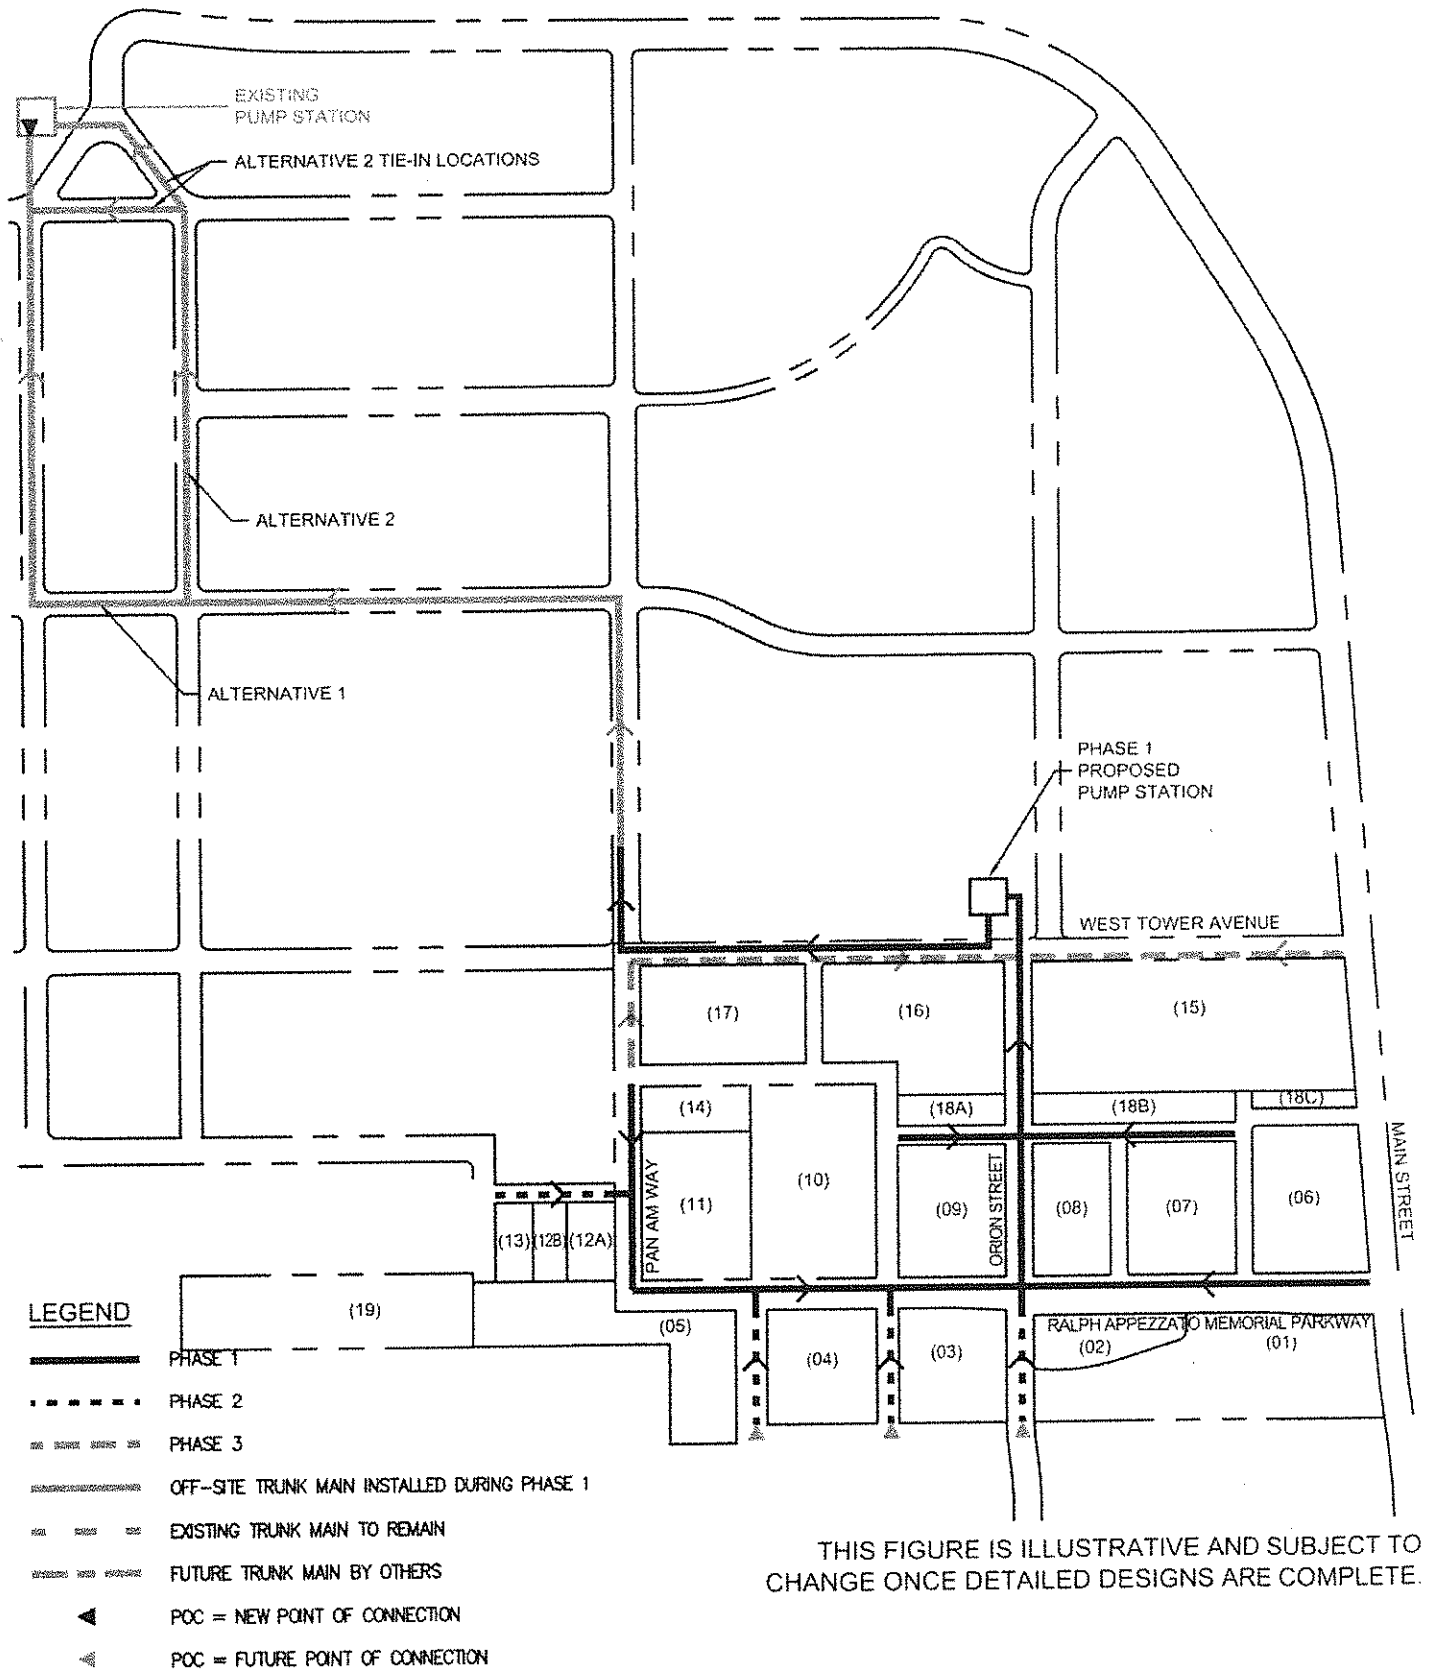 EXISTING
PUMP STATION
ALTERNATIVE 2 TIE-IN LOCATIONS
ALTERNATIVE 2
ALTERNATIVE 1
PHASE 1
PROPOSED
PUMP STATION
WEST TOWER AVENUE
(17)
(16)
(15)
(14)
(18A)
(18B)
(18C)
MAIN STREET
PAN AM WAY
(11)
(10)
(09)
ORION STREET
(08)
(07)
(06)
(13)
(12B)
(12A)
(19)
(05)
(04)
(03)
RALPH APPEZZATO MEMORIAL PARKWAY
(02)
(01)
LEGEND
PHASE 1
PHASE 2
PHASE 3
OFF-SITE TRUNK MAIN INSTALLED DURING PHASE 1
EXISTING TRUNK MAIN TO REMAIN
FUTURE TRUNK MAIN BY OTHERS
POC = NEW POINT OF CONNECTION
POC = FUTURE POINT OF CONNECTION
THIS FIGURE IS ILLUSTRATIVE AND SUBJECT TO
CHANGE ONCE DETAILED DESIGNS ARE COMPLETE.